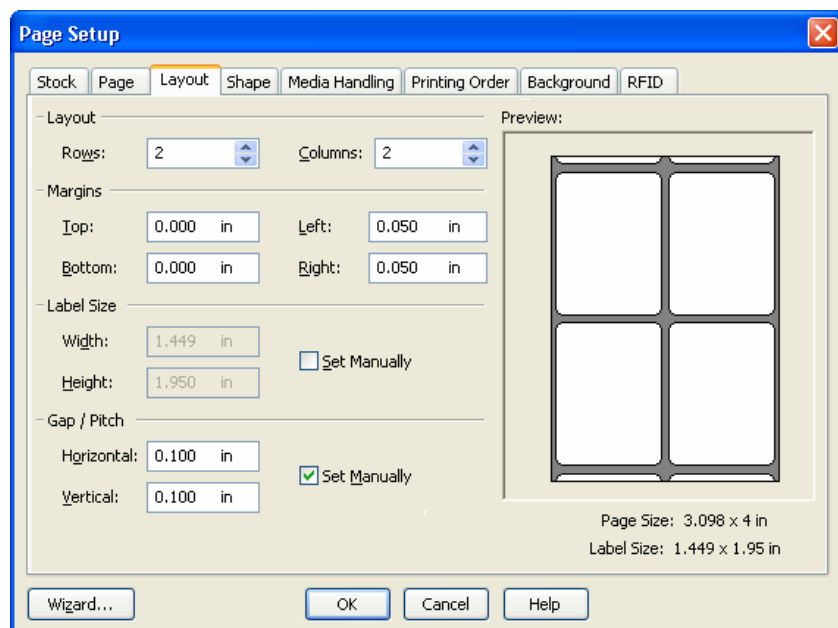 Page Setup
Stock Page Layout Shape Media Handling Printing Order Background RFID
Layout
Rows: 2 Columns: 2
Margins
Top: 0.000 in Left: 0.050 in
Bottom: 0.000 in Right: 0.050 in
Label Size
Width: 1.449 in
Set Manually
Height: 1.950 in
Gap / Pitch
Horizontal: 0.100 in
Set Manually
Vertical: 0.100 in
Preview:
Page Size: 3.098 x 4 in
Label Size: 1.449 x 1.95 in
Wizard... OK Cancel Help